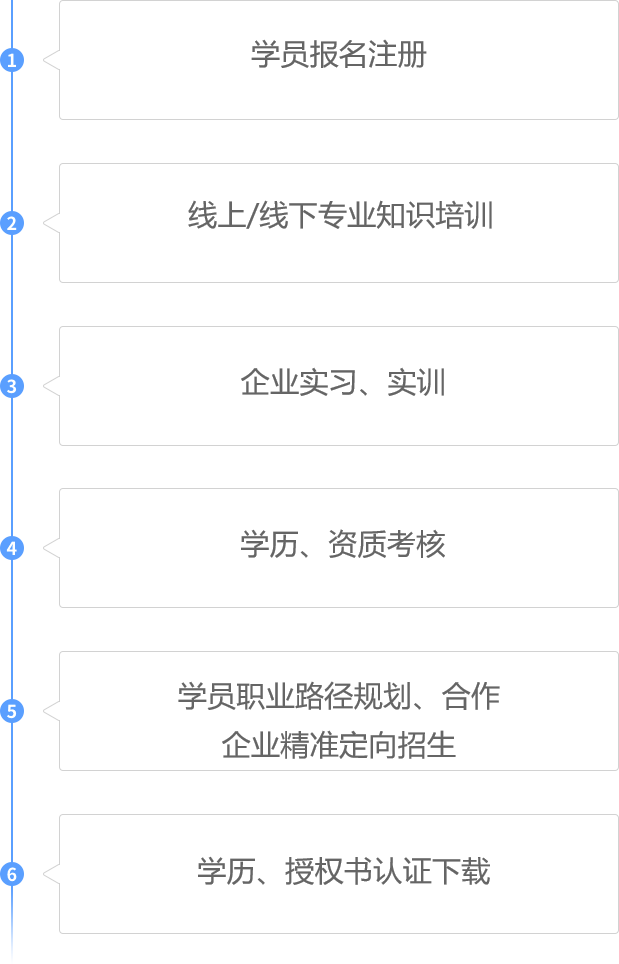 1
学员报名注册
2
线上/线下专业知识培训
3
企业实习、实训
4
学历、资质考核
5
学员职业路径规划、合作
企业精准定向招生
6
学历、授权书认证下载